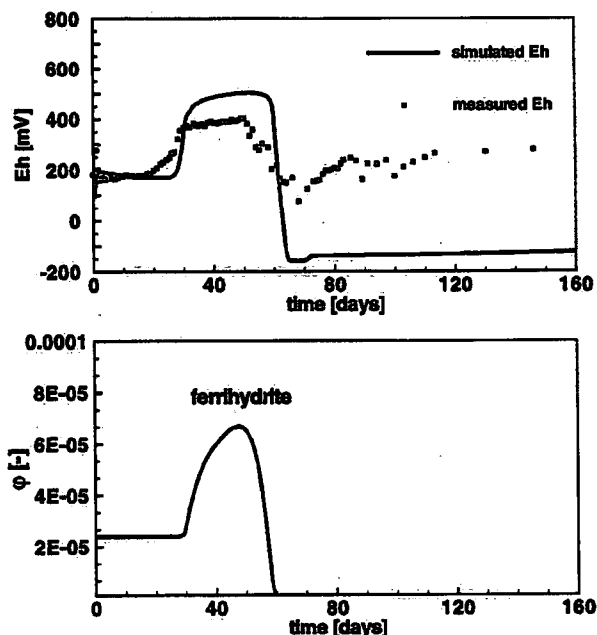 800
600
400
200
0
-200
Eh [mV]
simulated Eh
measured Eh
0 40 80 120 160
time [days]
0.0001
8E-05
6E-05
4E-05
2E-05
φ [-]
ferrihydrite
0 40 80 120 160
time [days]